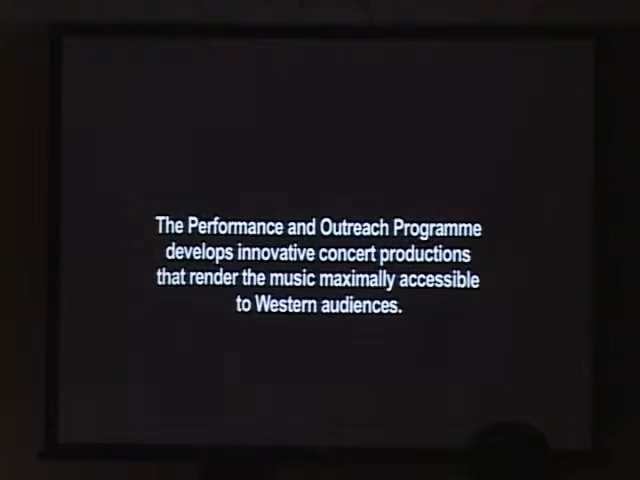 The Performance and Outreach Programme
develops innovative concert productions
that render the music maximally accessible
to Western audiences.